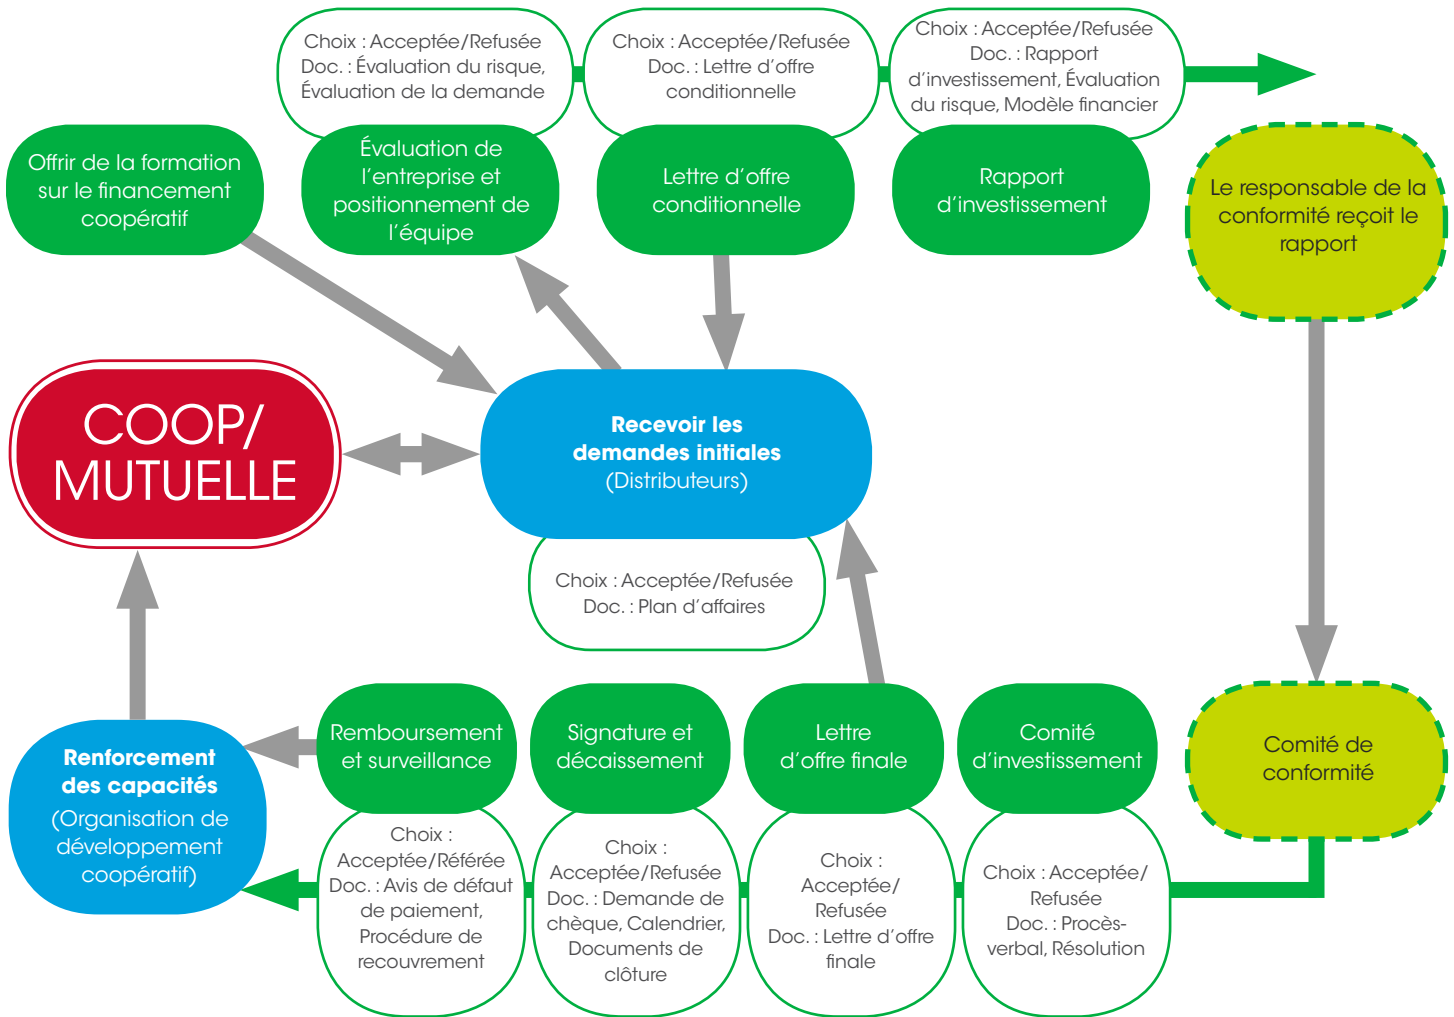 Choix : Acceptée/Refusée
Doc. : Évaluation du risque,
Évaluation de la demande
Choix : Acceptée/Refusée
Doc. : Lettre d’offre
conditionnelle
Choix : Acceptée/Refusée
Doc. : Rapport
d’investissement, Évaluation
du risque, Modèle financier
Offrir de la formation
sur le financement
coopératif
Évaluation de
l’entreprise et
positionnement de
l’équipe
Lettre d’offre
conditionnelle
Rapport
d’investissement
Le responsable de la
conformité reçoit le
rapport
COOP/
MUTUELLE
Recevoir les
demandes initiales
(Distributeurs)
Choix : Acceptée/Refusée
Doc. : Plan d’affaires
Renforcement
des capacités
(Organisation de
développement
coopératif)
Remboursement
et surveillance
Signature et
décaissement
Lettre
d’offre finale
Comité
d’investissement
Comité de
conformité
Choix :
Acceptée/Référée
Doc. : Avis de défaut
de paiement,
Procédure de
recouvrement
Choix :
Acceptée/Refusée
Doc. : Demande de
chèque, Calendrier,
Documents de
clôture
Choix :
Acceptée/
Refusée
Doc. : Lettre d’offre
finale
Choix : Acceptée/
Refusée
Doc. : Procès-
verbal, Résolution